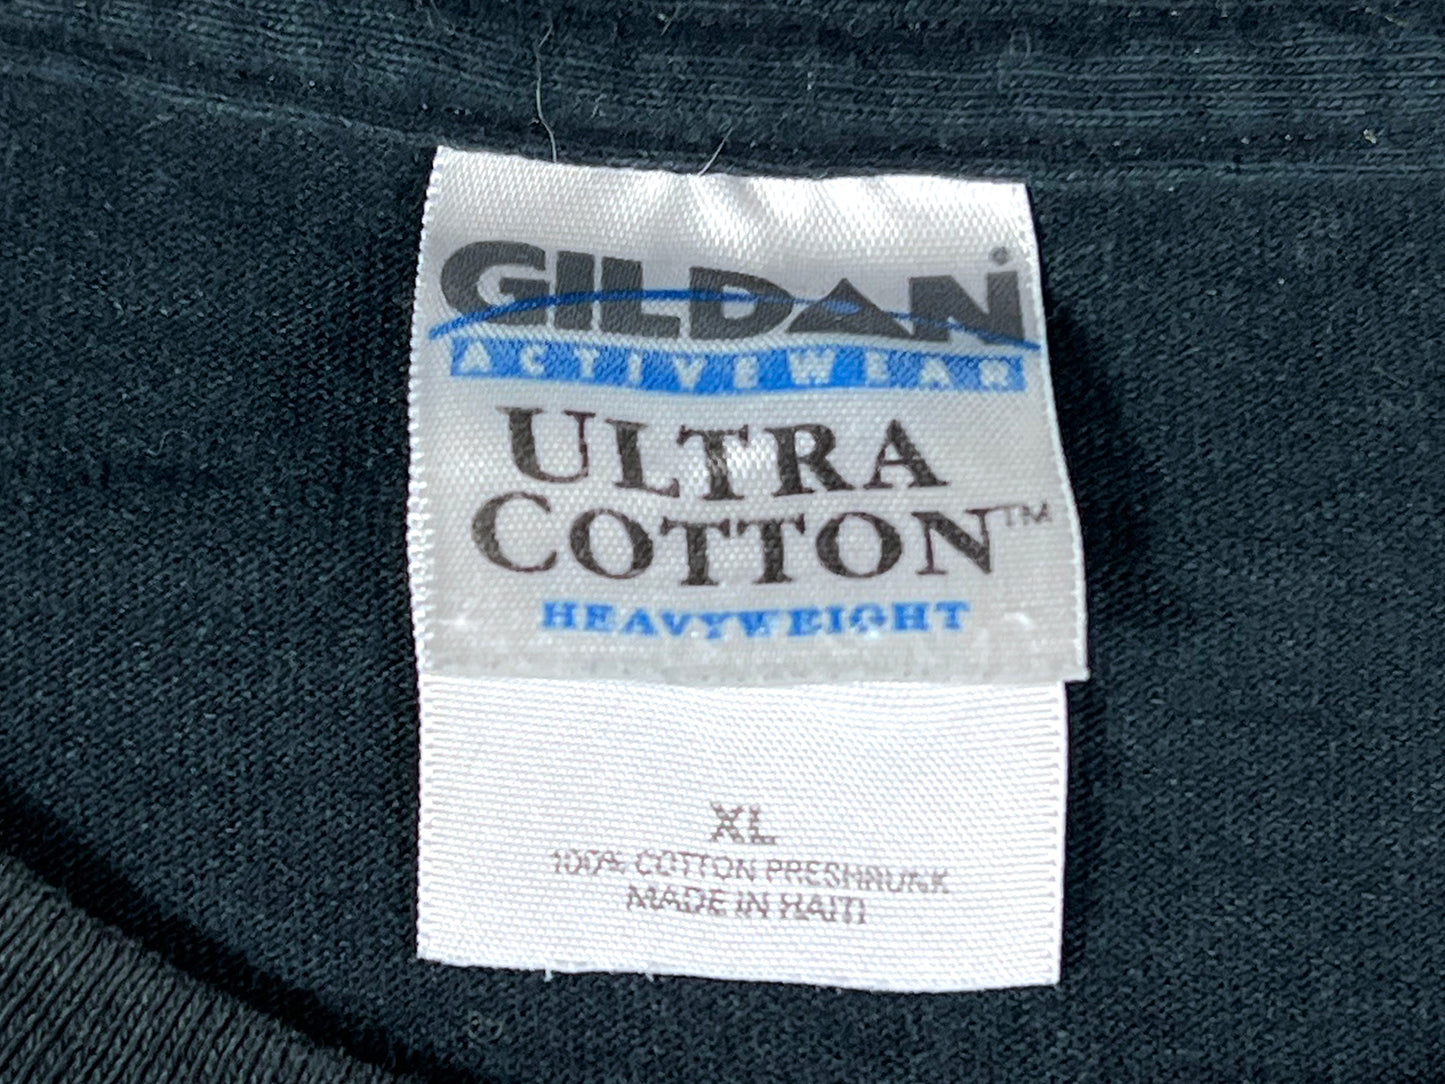 GILDAN®
ACTIVEWEAR
ULTRA
COTTON™
HEAVYWEIGHT
XL
100% COTTON PRESHRUNK
MADE IN HAITI